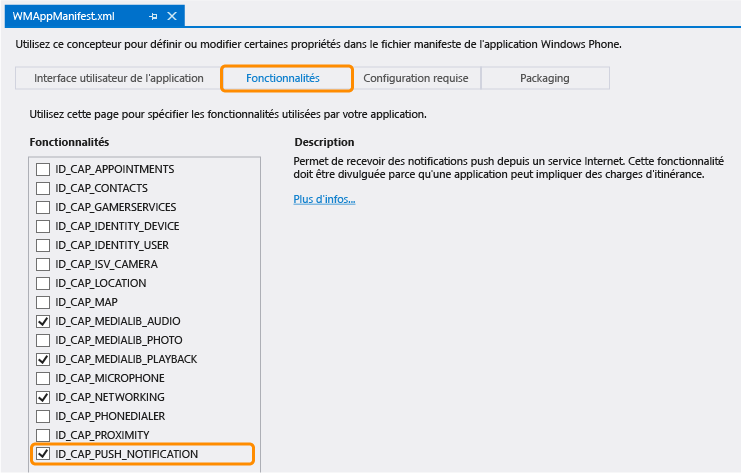 WMAppManifest.xml
Utilisez ce concepteur pour définir ou modifier certaines propriétés dans le fichier manifeste de l'application Windows Phone.
Interface utilisateur de l'application
Fonctionnalités
Configuration requise
Packaging
Utilisez cette page pour spécifier les fonctionnalités utilisées par votre application.
Fonctionnalités
ID_CAP_APPOINTMENTS
ID_CAP_CONTACTS
ID_CAP_GAMERSERVICES
ID_CAP_IDENTITY_DEVICE
ID_CAP_IDENTITY_USER
ID_CAP_ISV_CAMERA
ID_CAP_LOCATION
ID_CAP_MAP
ID_CAP_MEDIALIB_AUDIO
ID_CAP_MEDIALIB_PHOTO
ID_CAP_MEDIALIB_PLAYBACK
ID_CAP_MICROPHONE
ID_CAP_NETWORKING
ID_CAP_PHONEDIALER
ID_CAP_PROXIMITY
ID_CAP_PUSH_NOTIFICATION
Description
Permet de recevoir des notifications push depuis un service Internet. Cette fonctionnalité
doit être divulguée parce qu'une application peut impliquer des charges d'itinérance.
Plus d'infos...